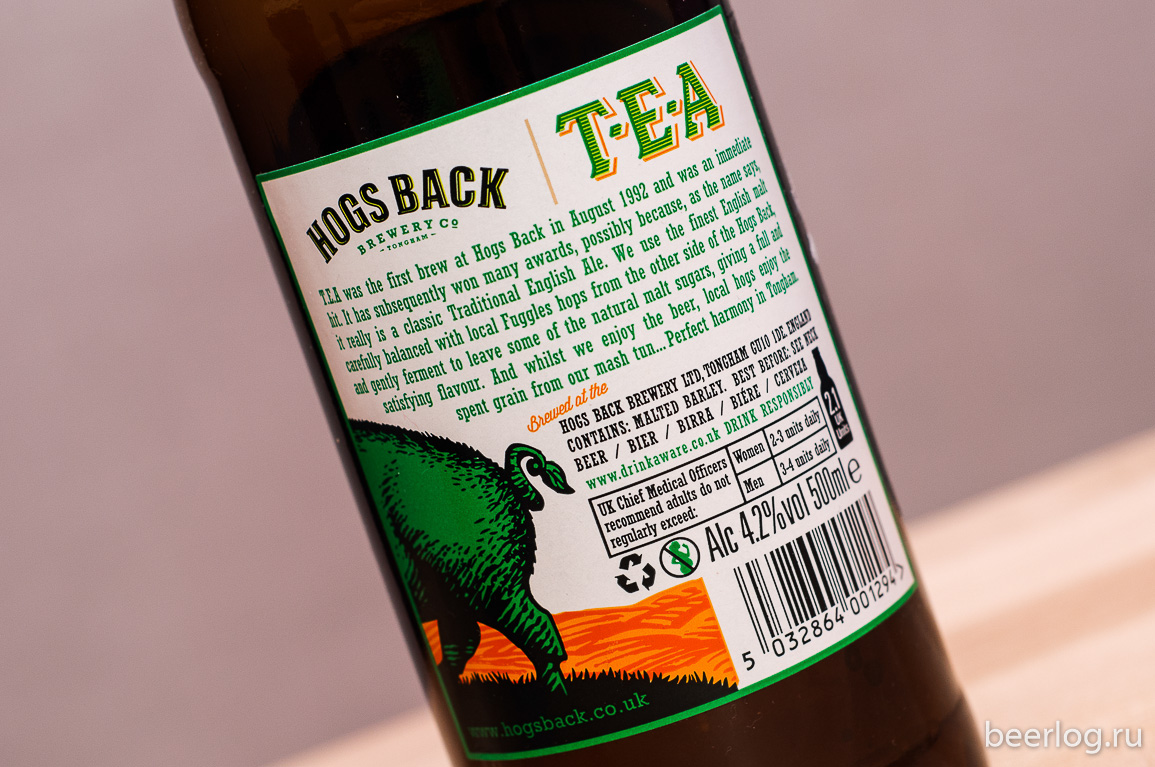 HOGS BACK
BREWERY Co
~ TONGHAM ~
T·E·A
T.E.A was the first brew at Hogs Back in August 1992 and was an immediate
hit. It has subsequently won many awards, possibly because, as the name says,
it really is a classic Traditional English Ale. We use the finest English malt
carefully balanced with local Fuggles hops from the other side of the Hogs Back,
and gently ferment to leave some of the natural malt sugars, giving a full and
satisfying flavour. And whilst we enjoy the beer, local hogs enjoy the
spent grain from our mash tun...Perfect harmony in Tongham.
Brewed at the
HOGS BACK BREWERY LTD, TONGHAM GU10 1DE. ENGLAND
CONTAINS: MALTED BARLEY. BEST BEFORE: SEE NECK
BEER / BIER / BIRRA / BIÈRE / CERVEZA
www.drinkaware.co.uk DRINK RESPONSIBLY
2.1
UK
Units
UK Chief Medical Officers
recommend adults do not
regularly exceed:
Women 2-3 units daily
Men 3-4 units daily
Alc 4.2%vol 500ml e
5 032864 001294 >
www.hogsback.co.uk
beerlog.ru